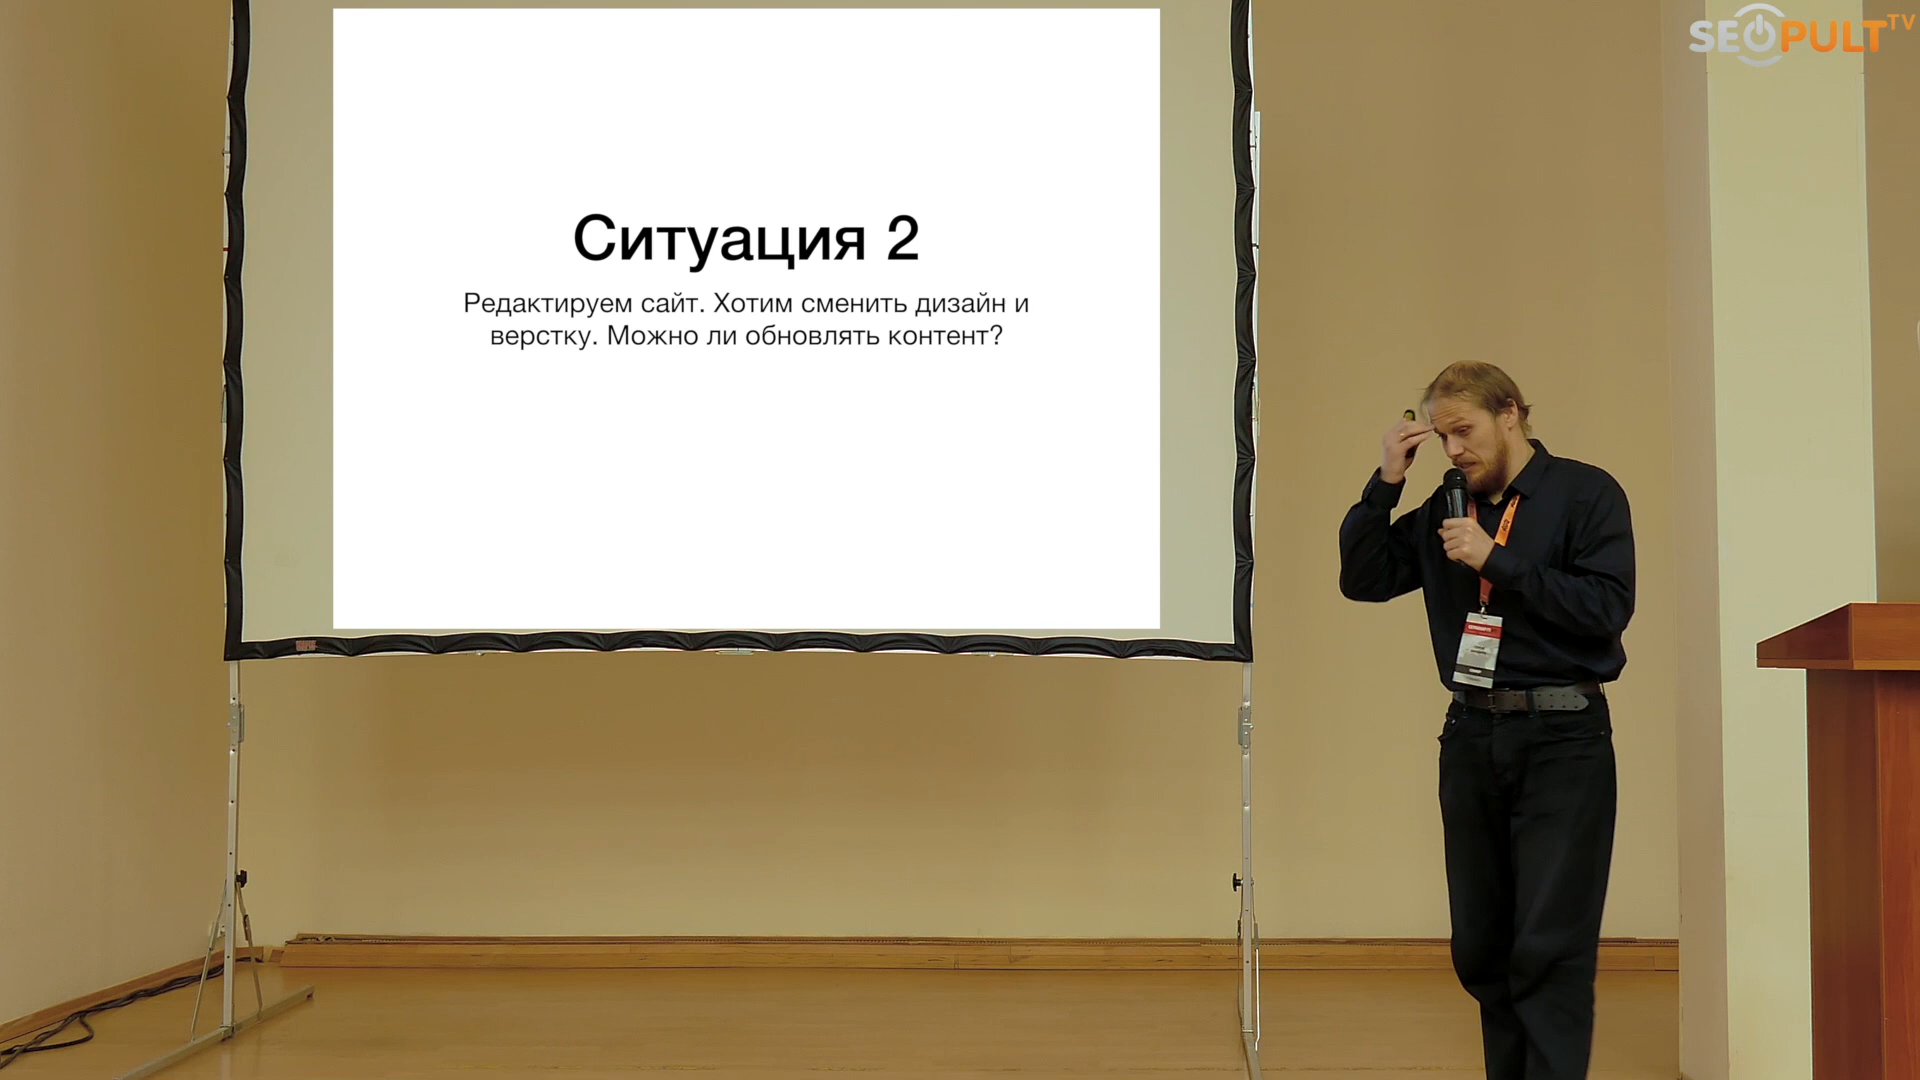 SEOPULT TV
Ситуация 2
Редактируем сайт. Хотим сменить дизайн и
верстку. Можно ли обновлять контент?